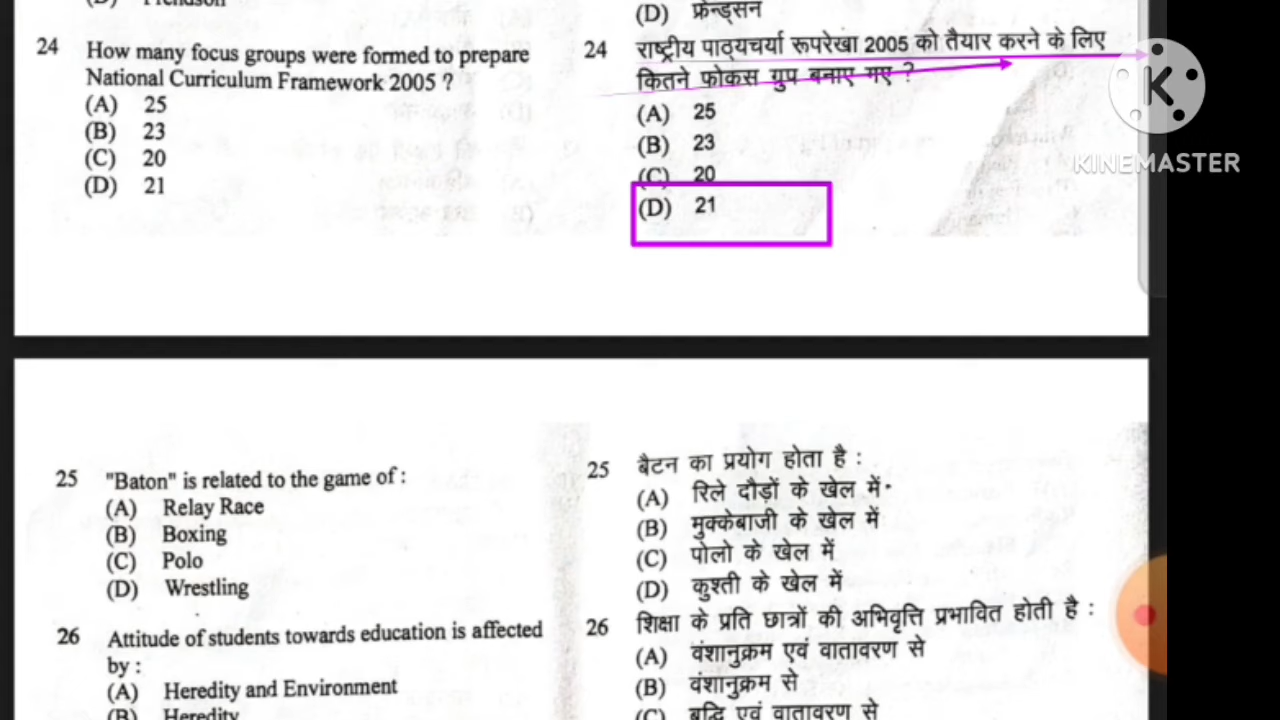 (D) Frendson
24 How many focus groups were formed to prepare
National Curriculum Framework 2005 ?
(A) 25
(B) 23
(C) 20
(D) 21
(D) फ्रेन्ड्सन
24 राष्ट्रीय पाठ्यचर्या रूपरेखा 2005 को तैयार करने के लिए
कितने फोकस ग्रुप बनाए गए ?
(A) 25
(B) 23
(C) 20
(D) 21
K
KINEMASTER
25 "Baton" is related to the game of :
(A) Relay Race
(B) Boxing
(C) Polo
(D) Wrestling
26 Attitude of students towards education is affected
by :
(A) Heredity and Environment
(B) Heredity
25 बैटन का प्रयोग होता है :
(A) रिले दौड़ों के खेल में
(B) मुक्केबाजी के खेल में
(C) पोलो के खेल में
(D) कुश्ती के खेल में
26 शिक्षा के प्रति छात्रों की अभिवृत्ति प्रभावित होती है :
(A) वंशानुक्रम एवं वातावरण से
(B) वंशानुक्रम से
(C) बुद्धि एवं वातावरण से